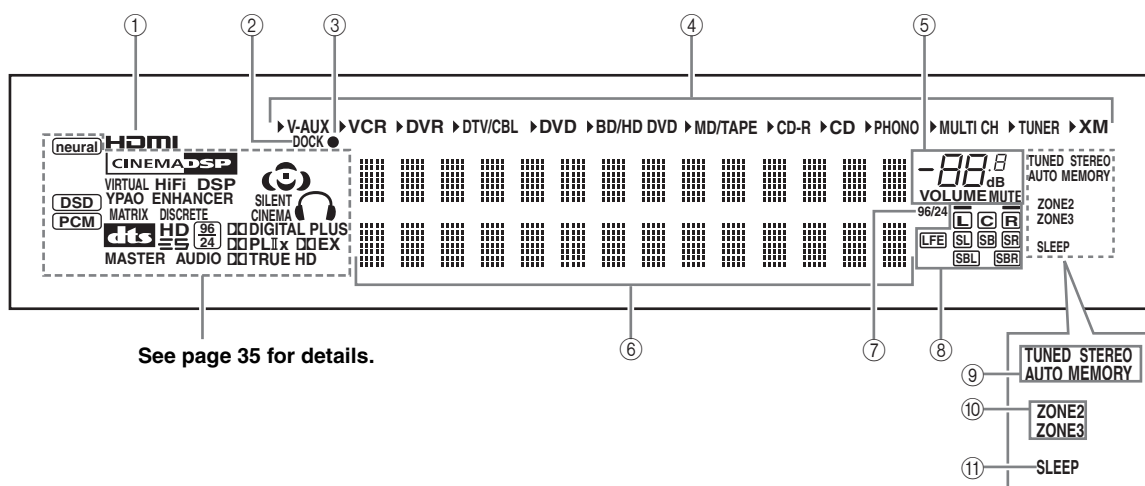 ① ② ③ ④ ⑤
▶V-AUX ▶VCR ▶DVR ▶DTV/CBL ▶DVD ▶BD/HD DVD ▶MD/TAPE ▶CD-R ▶CD ▶PHONO ▶MULTI CH ▶TUNER ▶XM
DOCK ●
neural HDMI
CINEMA DSP
VIRTUAL HiFi DSP
DSD YPAO ENHANCER
SILENT
CINEMA
PCM MATRIX DISCRETE
dts HD ES 96/24
DIGITAL PLUS
PLIIx EX
MASTER AUDIO TRUE HD
-88.8 dB
VOLUME MUTE
96/24 L C R
LFE SL SB SR
SBL SBR
TUNED STEREO
AUTO MEMORY
ZONE2
ZONE3
SLEEP
See page 35 for details.
⑥ ⑦ ⑧
⑨ TUNED STEREO
AUTO MEMORY
⑩ ZONE2
ZONE3
⑪ SLEEP